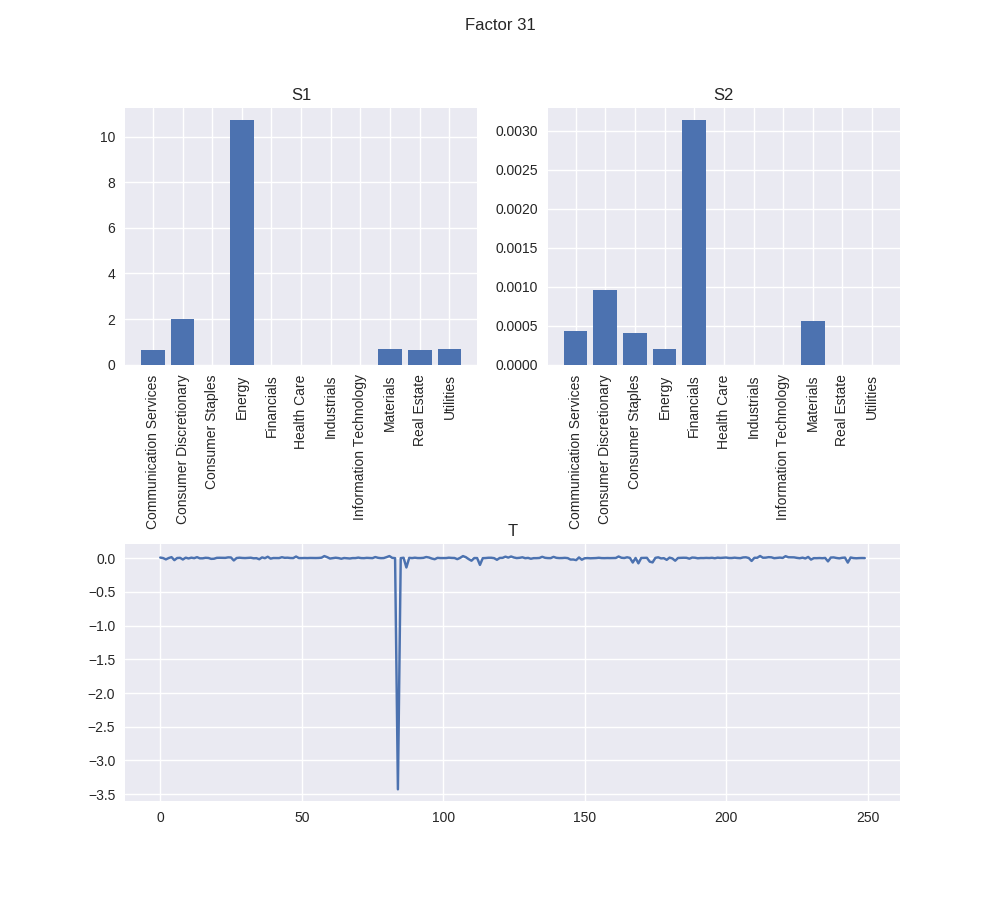 Factor 31
S1
10
8
6
4
2
0
Communication Services
Consumer Discretionary
Consumer Staples
Energy
Financials
Health Care
Industrials
Information Technology
Materials
Real Estate
Utilities
S2
0.0030
0.0025
0.0020
0.0015
0.0010
0.0005
0.0000
Communication Services
Consumer Discretionary
Consumer Staples
Energy
Financials
Health Care
Industrials
Information Technology
Materials
Real Estate
Utilities
T
0.0
−0.5
−1.0
−1.5
−2.0
−2.5
−3.0
−3.5
0 50 100 150 200 250